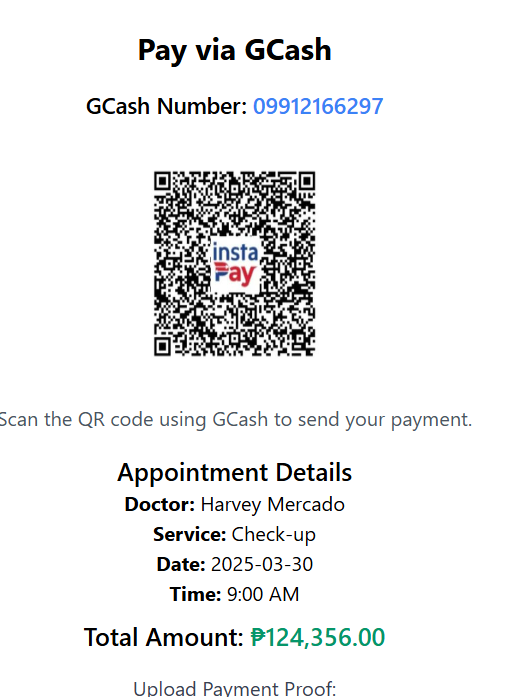 Pay via GCash
GCash Number: 09912166297
insta
Pay
Scan the QR code using GCash to send your payment.
Appointment Details
Doctor: Harvey Mercado
Service: Check-up
Date: 2025-03-30
Time: 9:00 AM
Total Amount: ₱124,356.00
Upload Payment Proof: